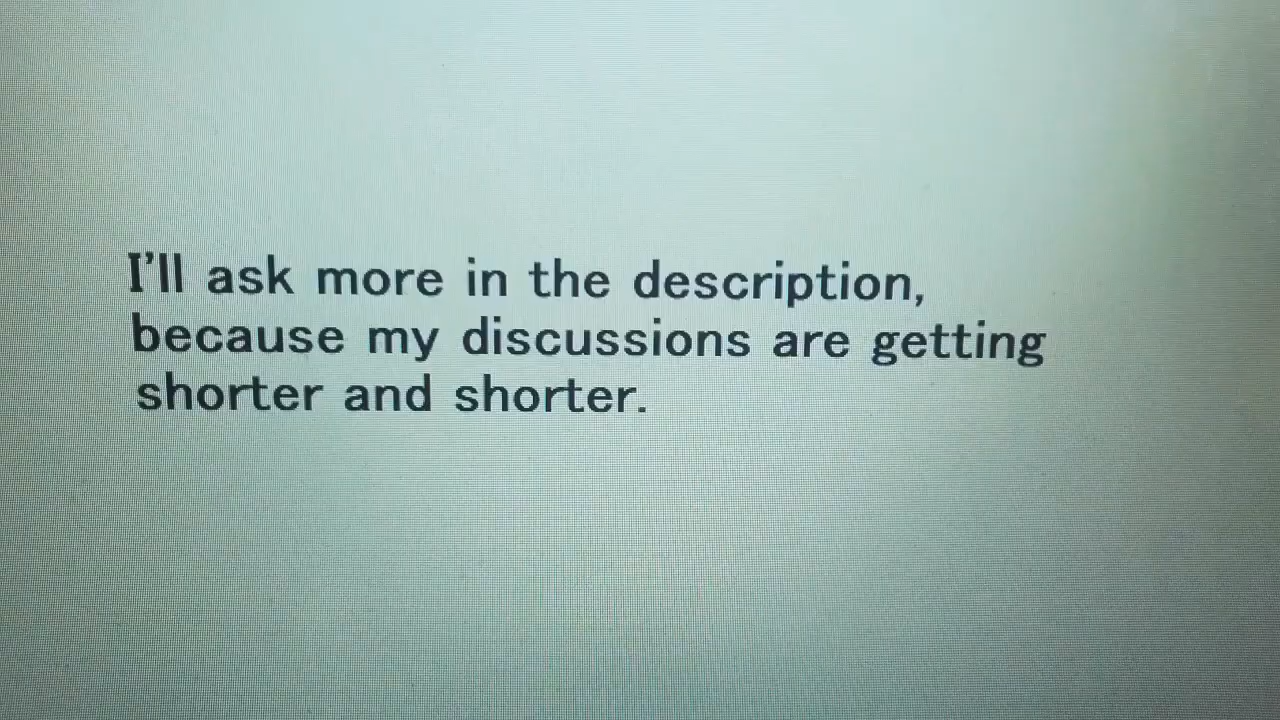 I'll ask more in the description,
because my discussions are getting
shorter and shorter.